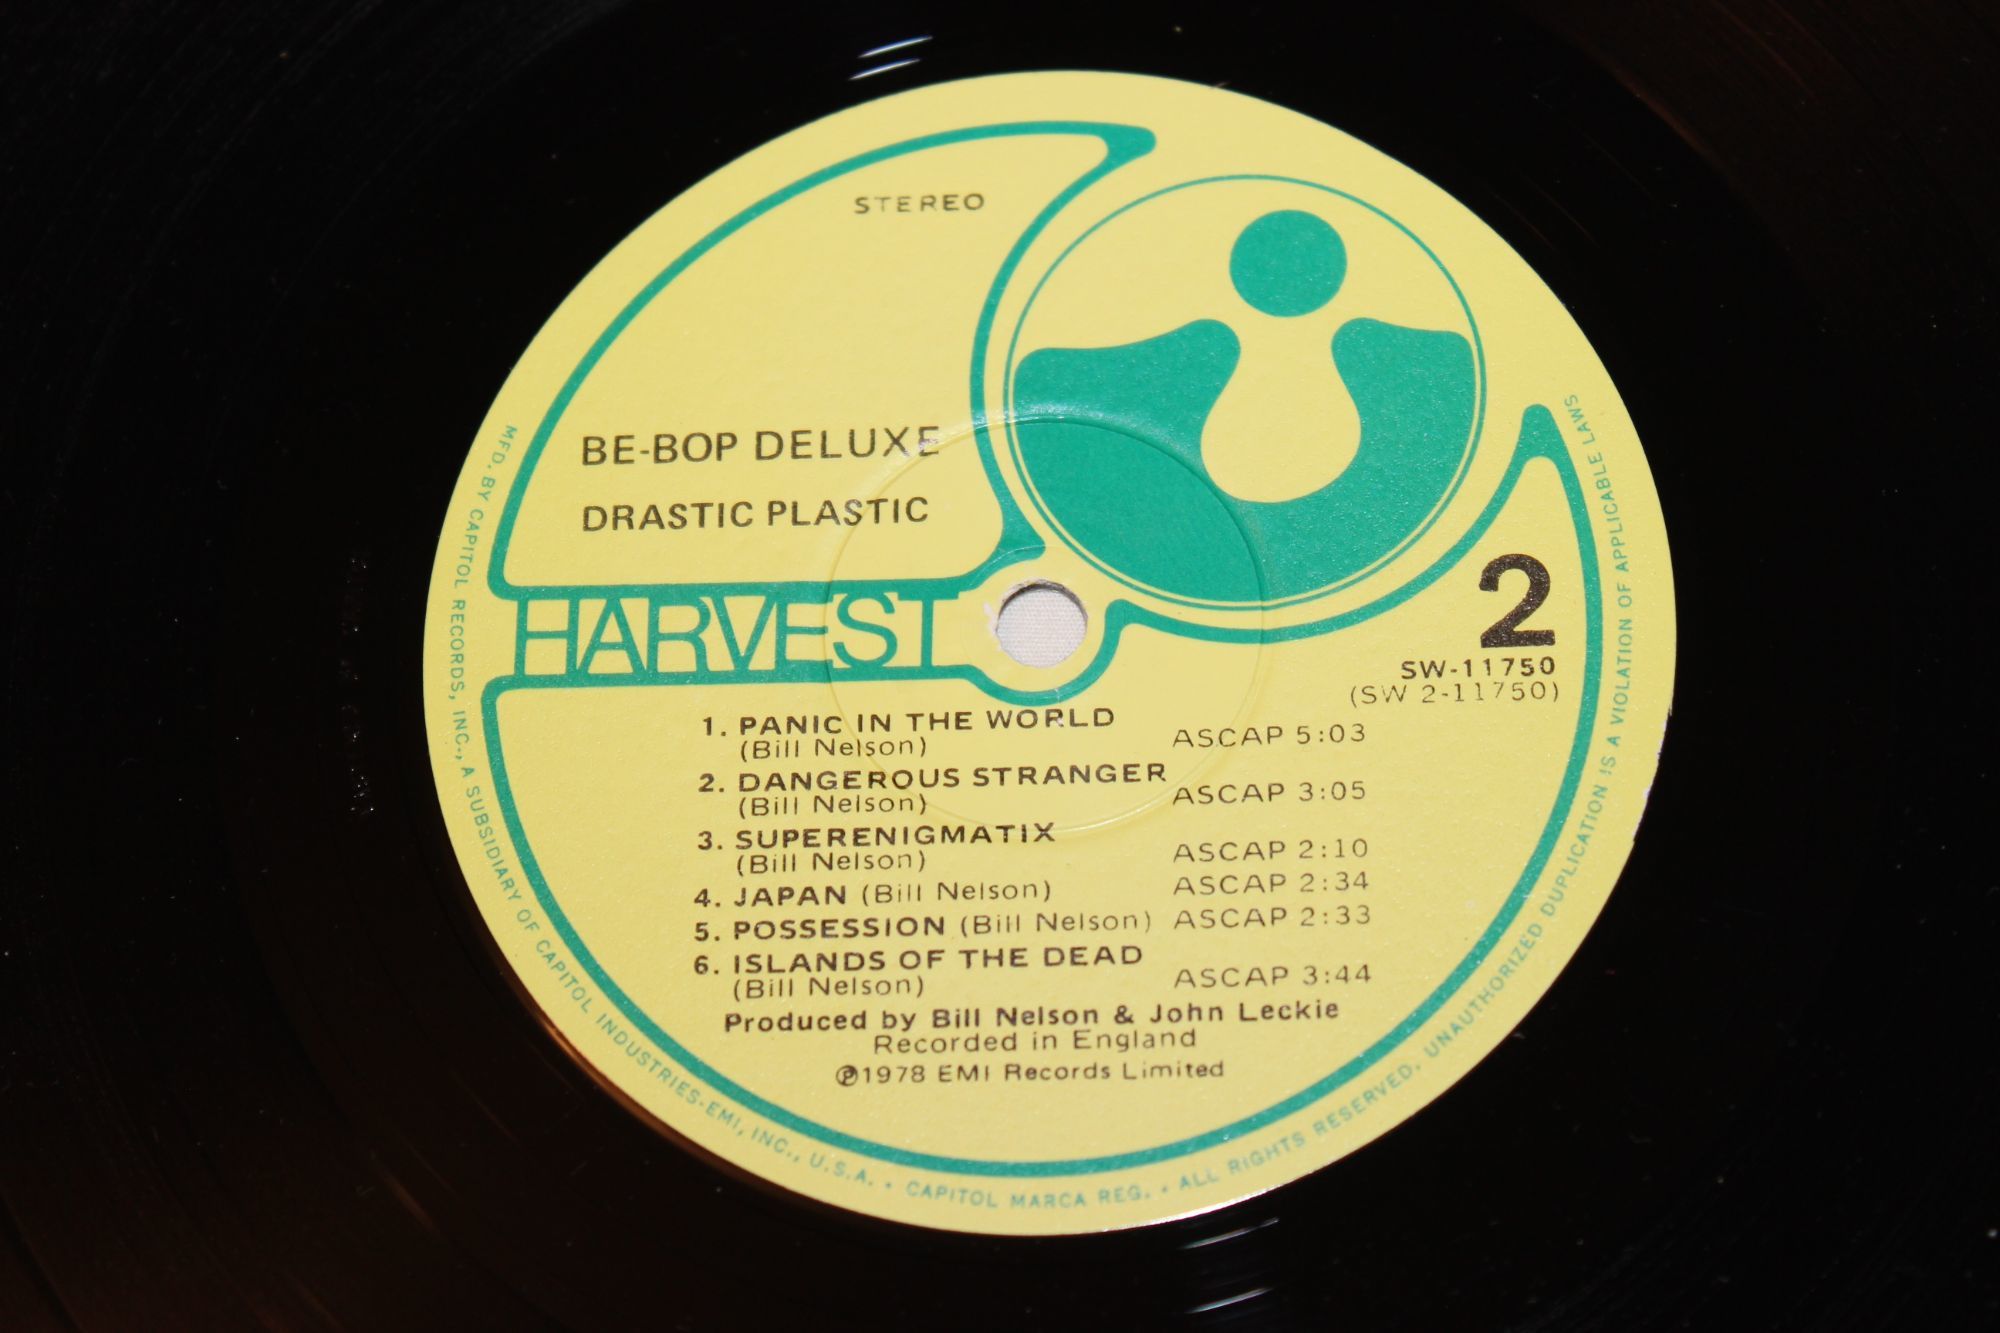 STEREO
BE-BOP DELUXE
DRASTIC PLASTIC
HARVEST
2
SW-11750
(SW 2-11750)
1. PANIC IN THE WORLD
(Bill Nelson) ASCAP 5:03
2. DANGEROUS STRANGER
(Bill Nelson) ASCAP 3:05
3. SUPERENIGMATIX
(Bill Nelson) ASCAP 2:10
4. JAPAN (Bill Nelson) ASCAP 2:34
5. POSSESSION (Bill Nelson) ASCAP 2:33
6. ISLANDS OF THE DEAD
(Bill Nelson) ASCAP 3:44
Produced by Bill Nelson & John Leckie
Recorded in England
℗1978 EMI Records Limited
MFD. BY CAPITOL RECORDS, INC., A SUBSIDIARY OF CAPITOL INDUSTRIES-EMI, INC., U.S.A. • CAPITOL MARCA REG. • ALL RIGHTS RESERVED. UNAUTHORIZED DUPLICATION IS A VIOLATION OF APPLICABLE LAWS